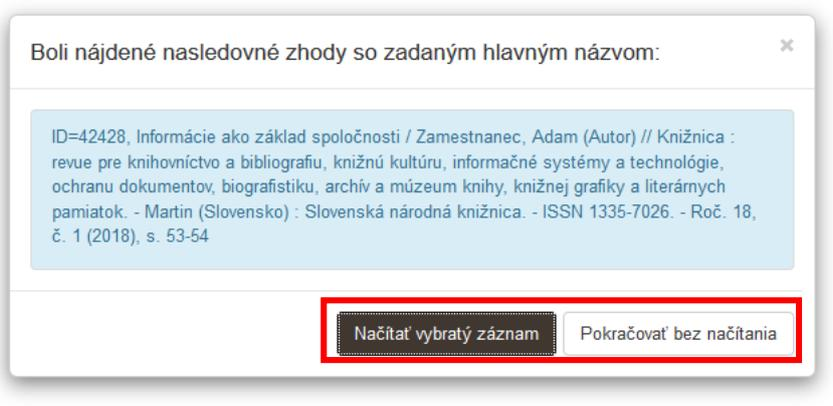 Boli nájdené nasledovné zhody so zadaným hlavným názvom:
×
ID=42428, Informácie ako základ spoločnosti / Zamestnanec, Adam (Autor) // Knižnica :
revue pre knihovníctvo a bibliografiu, knižnú kultúru, informačné systémy a technológie,
ochranu dokumentov, biografistiku, archív a múzeum knihy, knižnej grafiky a literárnych
pamiatok. - Martin (Slovensko) : Slovenská národná knižnica. - ISSN 1335-7026. - Roč. 18,
č. 1 (2018), s. 53-54
Načítať vybratý záznam
Pokračovať bez načítania